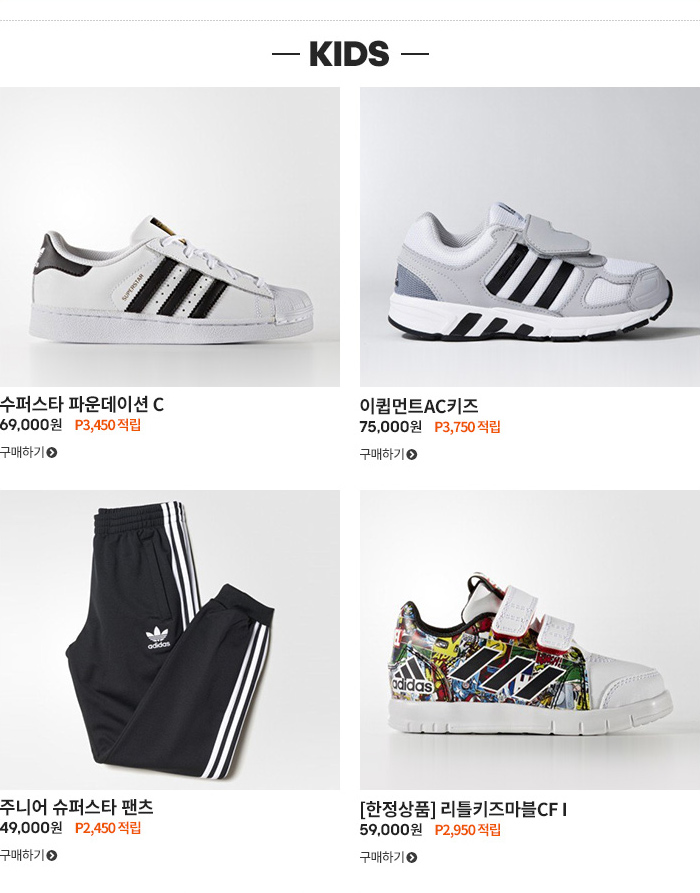 KIDS
SUPERSTAR
수퍼스타 파운데이션 C
69,000원 P3,450 적립
구매하기
이큅먼트AC키즈
75,000원 P3,750 적립
구매하기
adidas
주니어 슈퍼스타 팬츠
49,000원 P2,450 적립
구매하기
adidas
[한정상품] 리틀키즈마블CF I
59,000원 P2,950 적립
구매하기